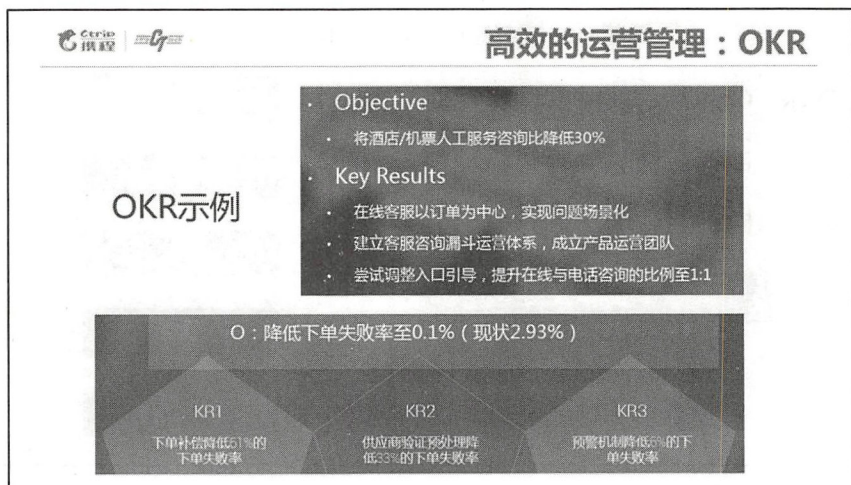 Ctrip
携程
高效的运营管理：OKR
OKR示例
· Objective
· 将酒店/机票人工服务咨询比降低30%
· Key Results
· 在线客服以订单为中心，实现问题场景化
· 建立客服咨询漏斗运营体系，成立产品运营团队
· 尝试调整入口引导，提升在线与电话咨询的比例至1:1
O：降低下单失败率至0.1%（现状2.93%）
KR1
下单补偿降低61%的
下单失败率
KR2
供应商验证预处理降
低33%的下单失败率
KR3
预警机制降低6%的下
单失败率